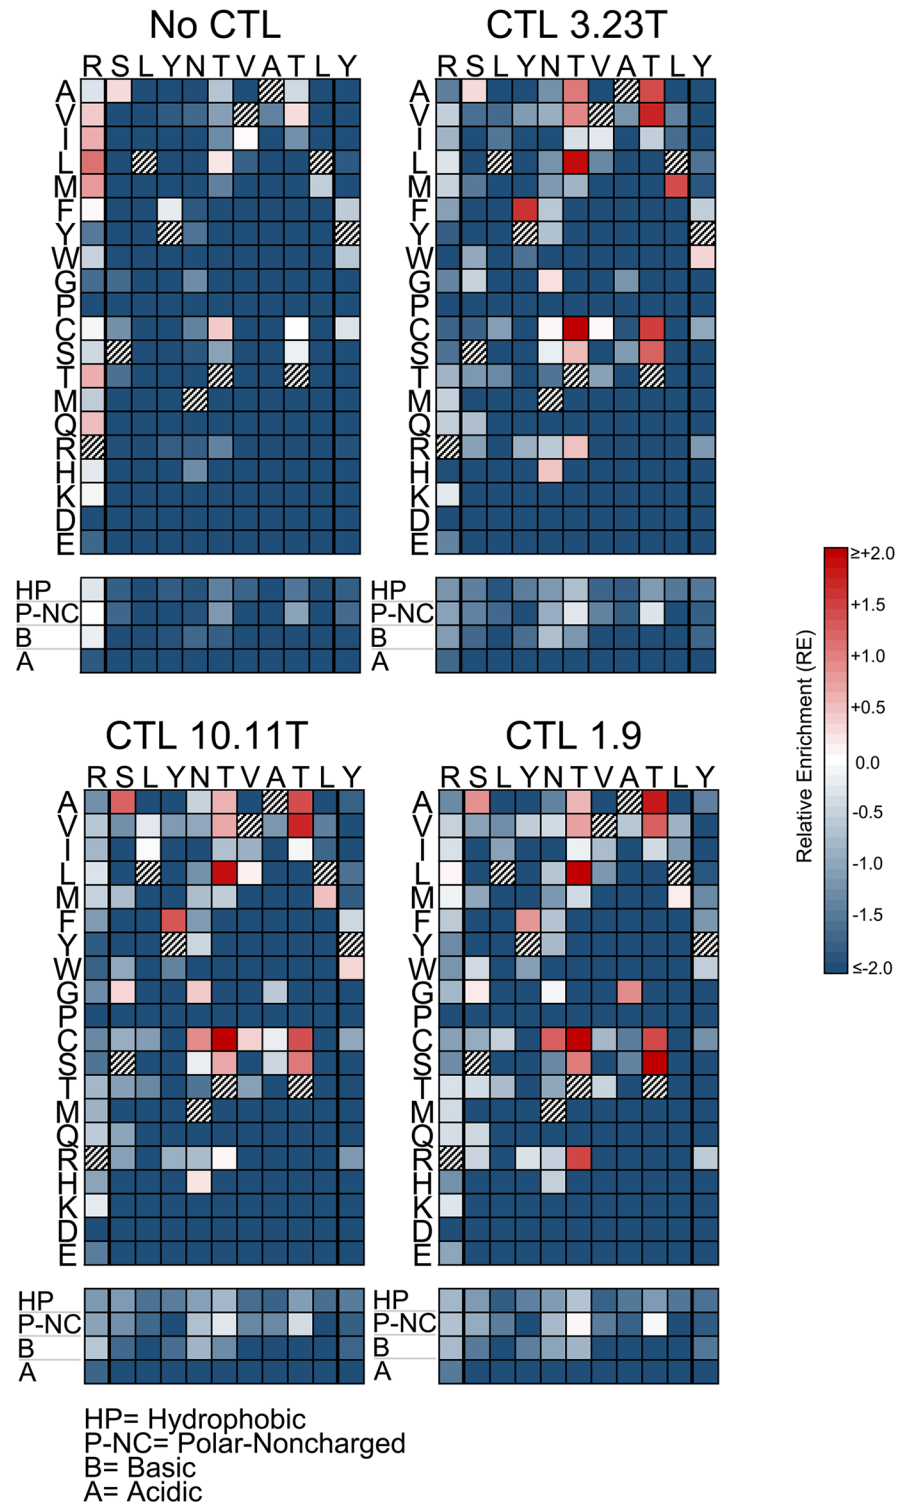 No CTL
CTL 3.23T
R S L Y N T V A T L Y
R S L Y N T V A T L Y
A
V
I
L
M
F
Y
W
G
P
C
S
T
M
Q
R
H
K
D
E
A
V
I
L
M
F
Y
W
G
P
C
S
T
M
Q
R
H
K
D
E
HP
P-NC
B
A
HP
P-NC
B
A
Relative Enrichment (RE)
≥+2.0
+1.5
+1.0
+0.5
0.0
-0.5
-1.0
-1.5
≤-2.0
CTL 10.11T
CTL 1.9
R S L Y N T V A T L Y
R S L Y N T V A T L Y
A
V
I
L
M
F
Y
W
G
P
C
S
T
M
Q
R
H
K
D
E
A
V
I
L
M
F
Y
W
G
P
C
S
T
M
Q
R
H
K
D
E
HP
P-NC
B
A
HP
P-NC
B
A
HP= Hydrophobic
P-NC= Polar-Noncharged
B= Basic
A= Acidic